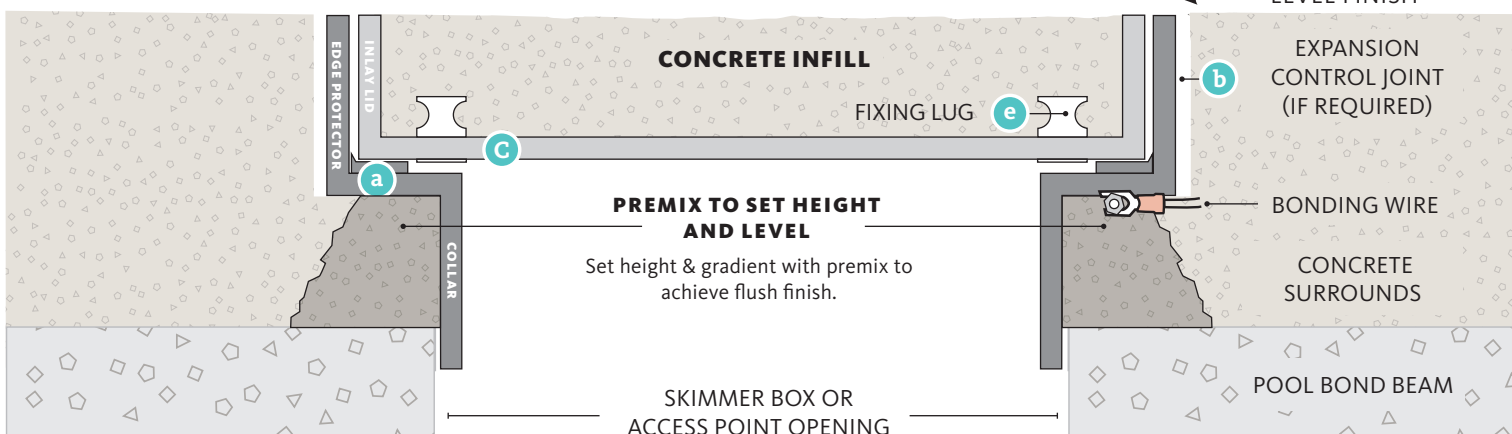 LEVEL FINISH
EDGE PROTECTOR
INLAY LID
CONCRETE INFILL
FIXING LUG
e
b
EXPANSION
CONTROL JOINT
(IF REQUIRED)
C
a
PREMIX TO SET HEIGHT
AND LEVEL
Set height & gradient with premix to
achieve flush finish.
COLLAR
BONDING WIRE
CONCRETE
SURROUNDS
POOL BOND BEAM
SKIMMER BOX OR
ACCESS POINT OPENING